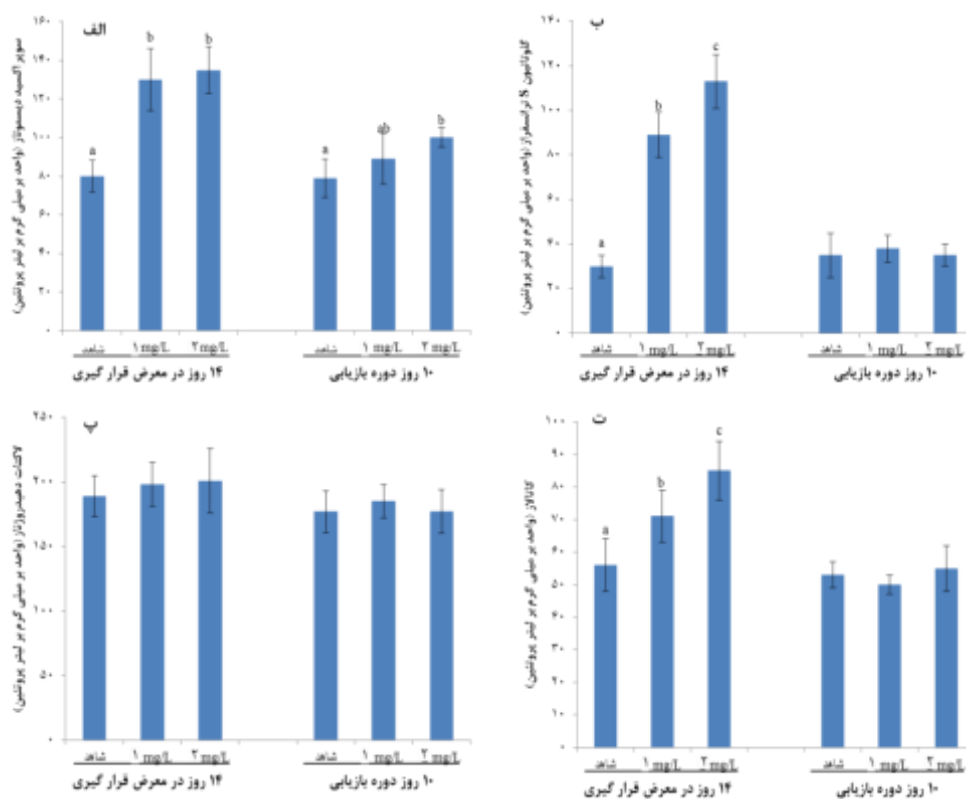 الف
سوپر اکسید دیسموتاز (واحد بر میلی گرم بر لیتر پروتئین)
۱۶۰
۱۴۰
۱۲۰
۱۰۰
۸۰
۶۰
۴۰
۲۰
۰
a b b a ab b
شاهد ۱ mg/L ۲ mg/L شاهد ۱ mg/L ۲ mg/L
۱۴ روز در معرض قرار گیری ۱۰ روز دوره بازیابی
ب
گلوتاتیون S ترانسفراز (واحد بر میلی گرم بر لیتر پروتئین)
۱۴۰
۱۲۰
۱۰۰
۸۰
۶۰
۴۰
۲۰
۰
a b c
شاهد ۱ mg/L ۲ mg/L شاهد ۱ mg/L ۲ mg/L
۱۴ روز در معرض قرار گیری ۱۰ روز دوره بازیابی
پ
لاکتات دهیدروژناز (واحد بر میلی گرم بر لیتر پروتئین)
۲۵۰
۲۰۰
۱۵۰
۱۰۰
۵۰
۰
شاهد ۱ mg/L ۲ mg/L شاهد ۱ mg/L ۲ mg/L
۱۴ روز در معرض قرار گیری ۱۰ روز دوره بازیابی
ت
کاتالاز (واحد بر میلی گرم بر لیتر پروتئین)
۱۰۰
۹۰
۸۰
۷۰
۶۰
۵۰
۴۰
۳۰
۲۰
۱۰
۰
a b c
شاهد ۱ mg/L ۲ mg/L شاهد ۱ mg/L ۲ mg/L
۱۴ روز در معرض قرار گیری ۱۰ روز دوره بازیابی